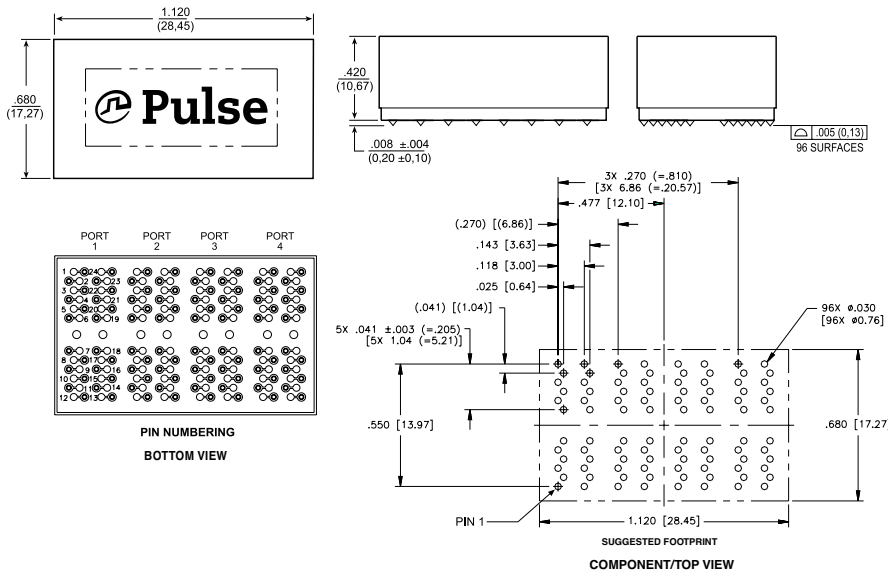 1.120
(28,45)
.680
(17,27)
Pulse
.420
(10,67)
.008 ±.004
(0,20 ±0,10)
.005 (0,13)
96 SURFACES
PORT 1
PORT 2
PORT 3
PORT 4
1 24
2 23
3 22
4 21
5 20
6 19
7 18
8 17
9 16
10 15
11 14
12 13
PIN NUMBERING
BOTTOM VIEW
3X .270 (=.810)
[3X 6.86 (=.20.57)]
.477 [12.10]
(.270) [(6.86)]
.143 [3.63]
.118 [3.00]
.025 [0.64]
(.041) [(1.04)]
5X .041 ±.003 (=.205)
[5X 1.04 (=5.21)]
96X ø.030
[96X ø0.76]
.550 [13.97]
.680 [17.27]
PIN 1
1.120 [28.45]
SUGGESTED FOOTPRINT
COMPONENT/TOP VIEW